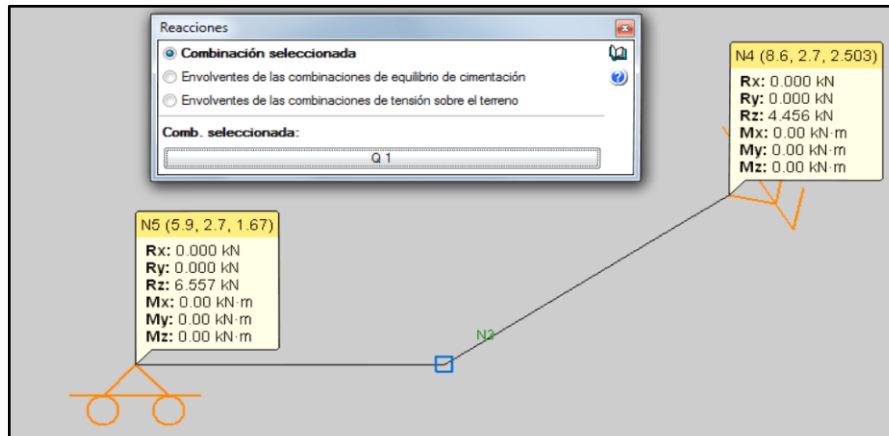 Reacciones
Combinación seleccionada
Envolventes de las combinaciones de equilibrio de cimentación
Envolventes de las combinaciones de tensión sobre el terreno
Comb. seleccionada:
Q 1
N4 (8.6, 2.7, 2.503)
Rx: 0.000 kN
Ry: 0.000 kN
Rz: 4.456 kN
Mx: 0.00 kN·m
My: 0.00 kN·m
Mz: 0.00 kN·m
N5 (5.9, 2.7, 1.67)
Rx: 0.000 kN
Ry: 0.000 kN
Rz: 6.557 kN
Mx: 0.00 kN·m
My: 0.00 kN·m
Mz: 0.00 kN·m
N3